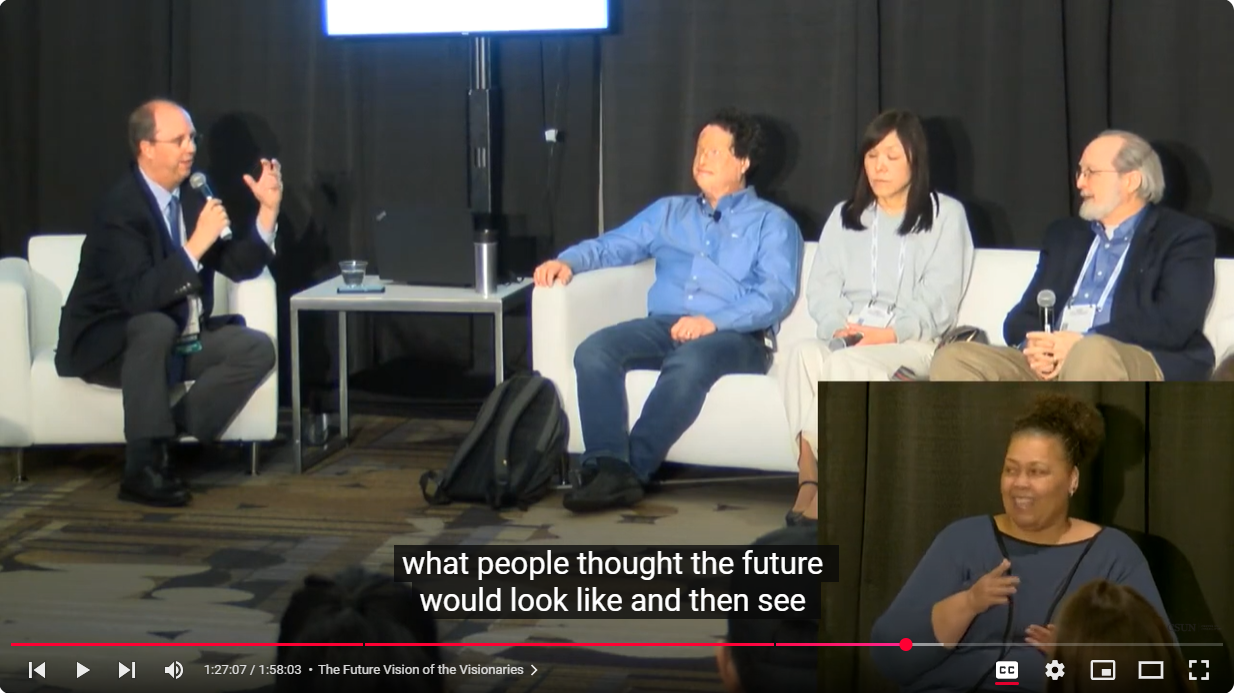 what people thought the future
would look like and then see
1:27:07 / 1:58:03 • The Future Vision of the Visionaries
CC